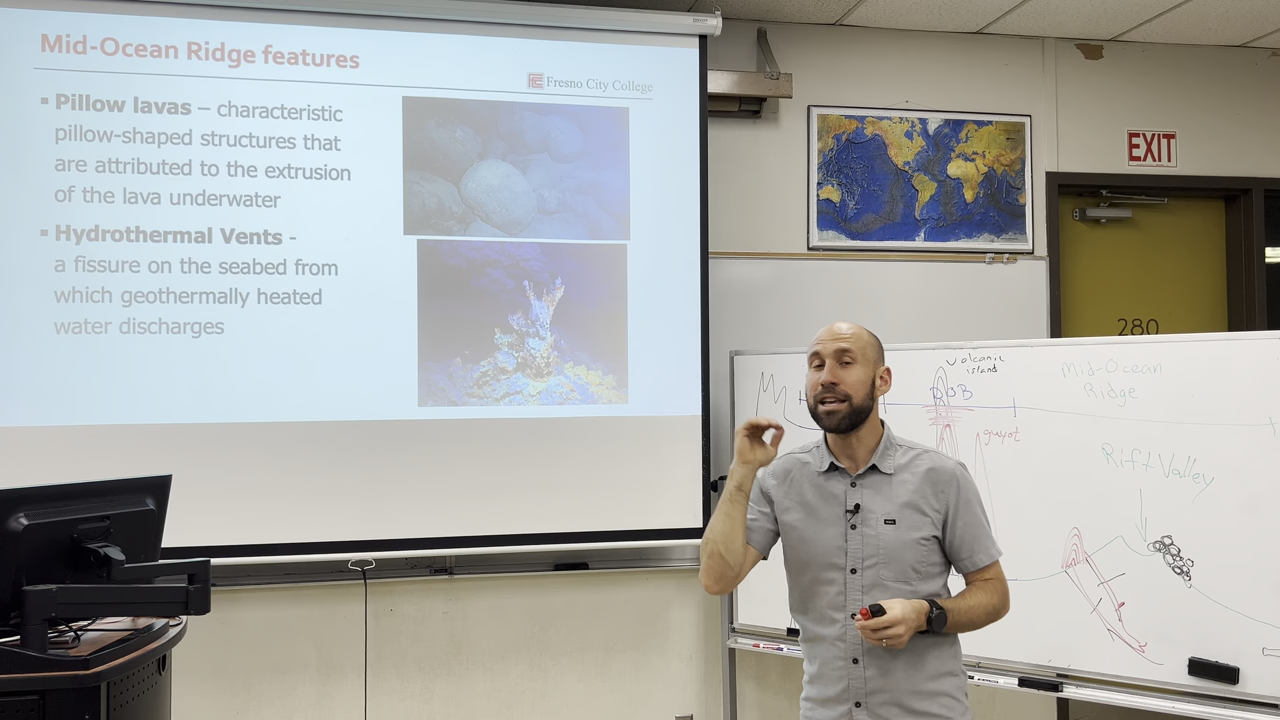 Mid-Ocean Ridge features
FCC Fresno City College
▪ Pillow lavas – characteristic
pillow-shaped structures that
are attributed to the extrusion
of the lava underwater
▪ Hydrothermal Vents -
a fissure on the seabed from
which geothermally heated
water discharges
EXIT
280
Volcanic
island
Mid-Ocean
Ridge
guyot
Rift Valley